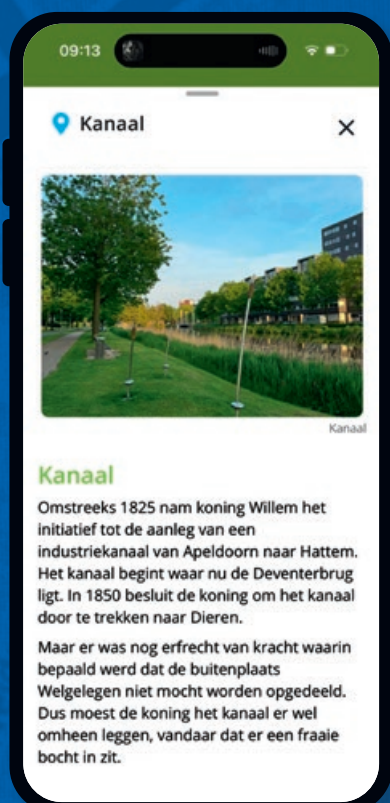 09:13
Kanaal
Kanaal
Kanaal
Omstreeks 1825 nam koning Willem het
initiatief tot de aanleg van een
industriekanaal van Apeldoorn naar Hattem.
Het kanaal begint waar nu de Deventerbrug
ligt. In 1850 besluit de koning om het kanaal
door te trekken naar Dieren.
Maar er was nog erfrecht van kracht waarin
bepaald werd dat de buitenplaats
Welgelegen niet mocht worden opgedeeld.
Dus moest de koning het kanaal er wel
omheen leggen, vandaar dat er een fraaie
bocht in zit.